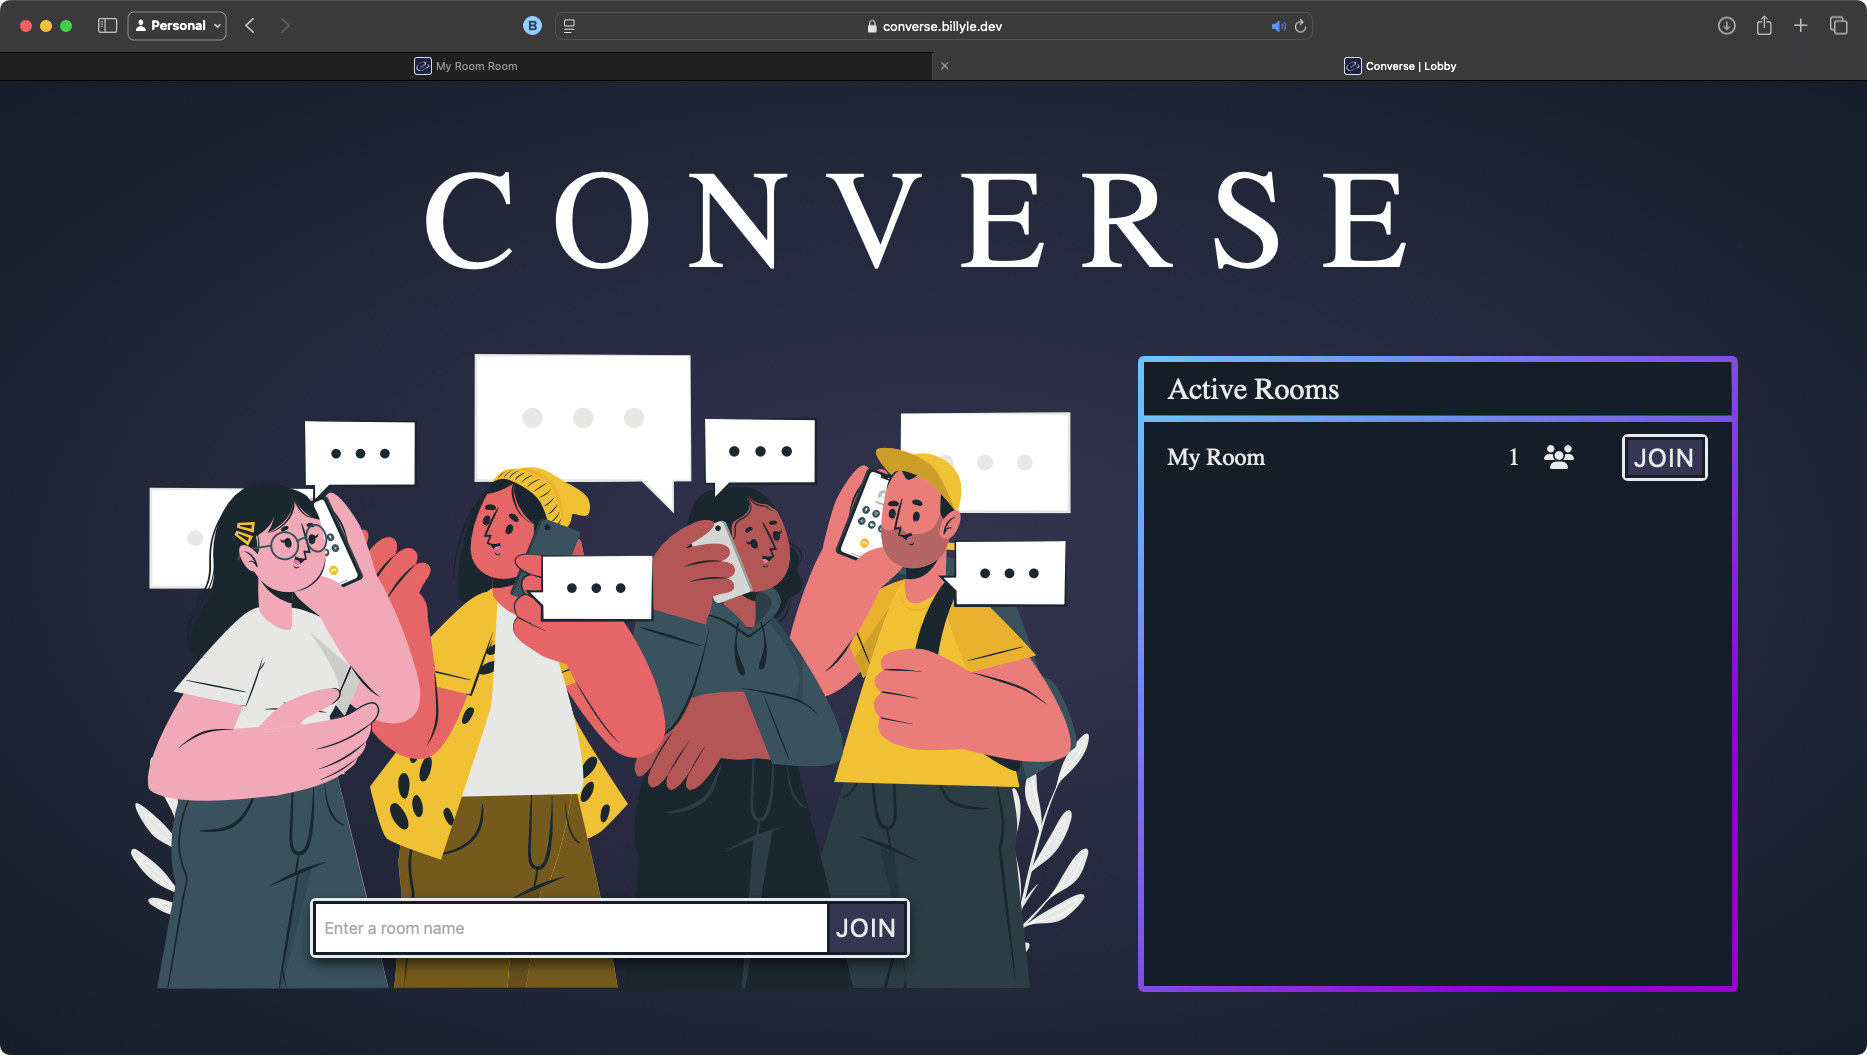 Personal
B
converse.billyle.dev
My Room Room
Converse | Lobby
CONVERSE
Active Rooms
My Room 1 JOIN
Enter a room name JOIN